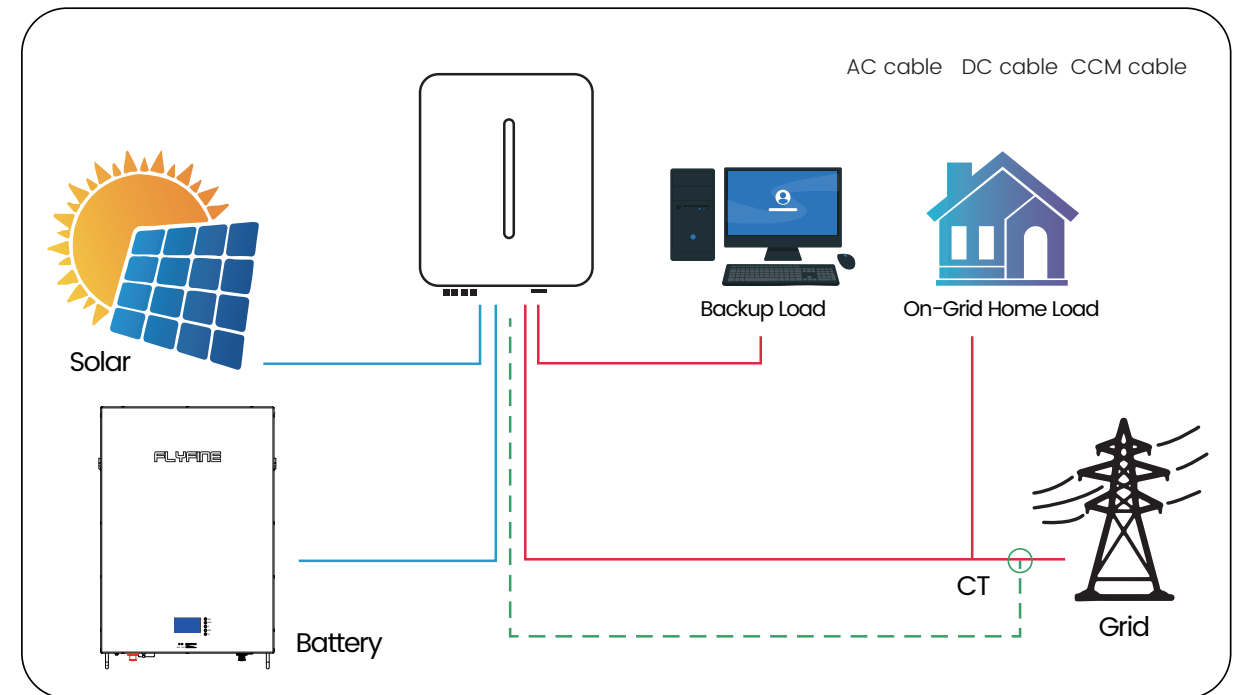 AC cable DC cable CCM cable
Backup Load
On-Grid Home Load
Solar
FLYFINE
Battery
CT
Grid